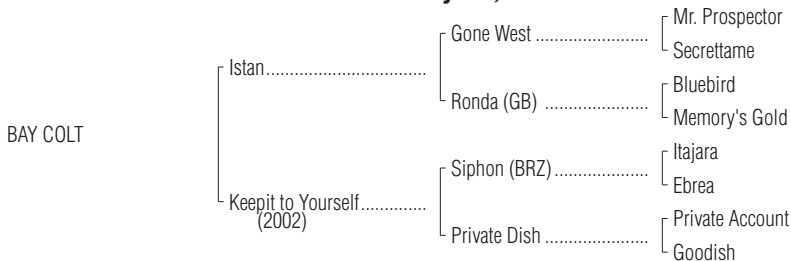 Mr. Prospector
Gone West ........................
Secrettame
Istan..................................
Bluebird
Ronda (GB) ......................
Memory's Gold
BAY COLT
Itajara
Siphon (BRZ)....................
Ebrea
Keepit to Yourself..............
(2002)
Private Account
Private Dish ......................
Goodish